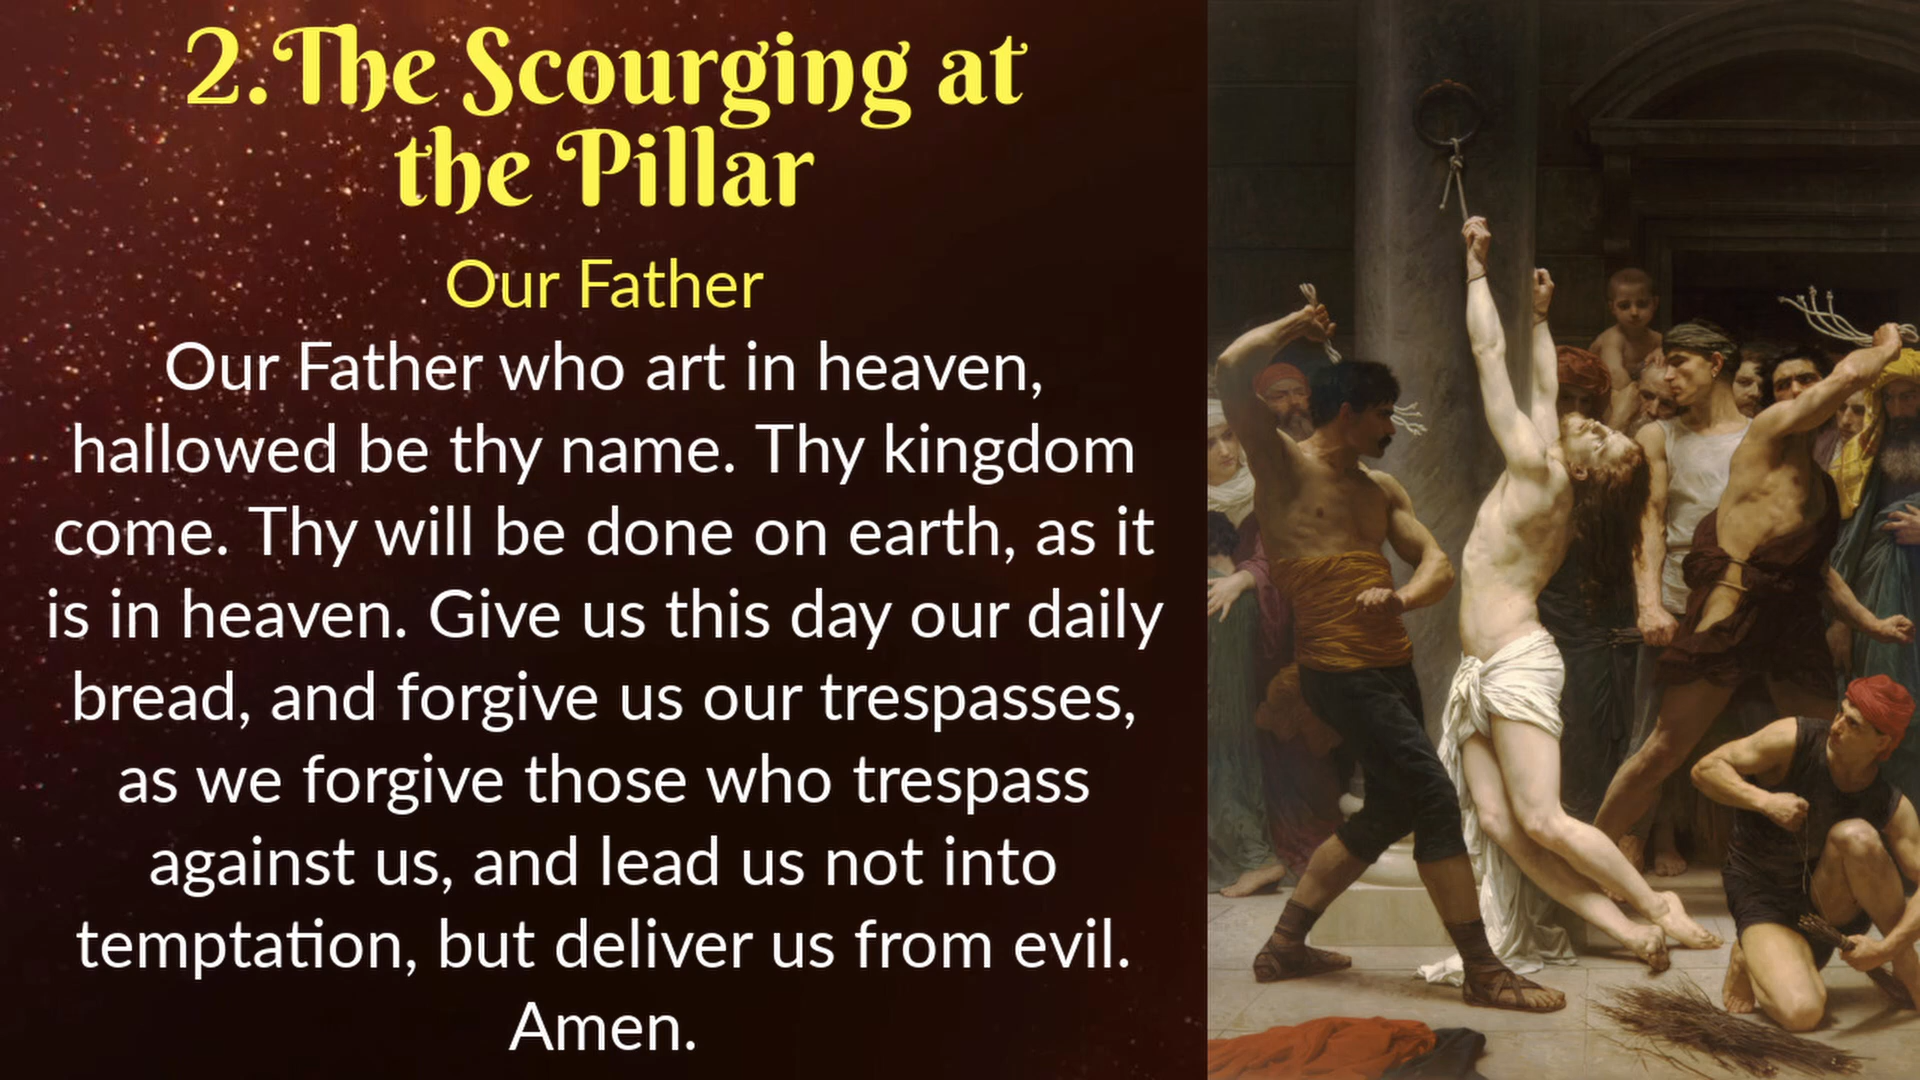 2.The Scourging at
the Pillar
Our Father
Our Father who art in heaven,
hallowed be thy name. Thy kingdom
come. Thy will be done on earth, as it
is in heaven. Give us this day our daily
bread, and forgive us our trespasses,
as we forgive those who trespass
against us, and lead us not into
temptation, but deliver us from evil.
Amen.